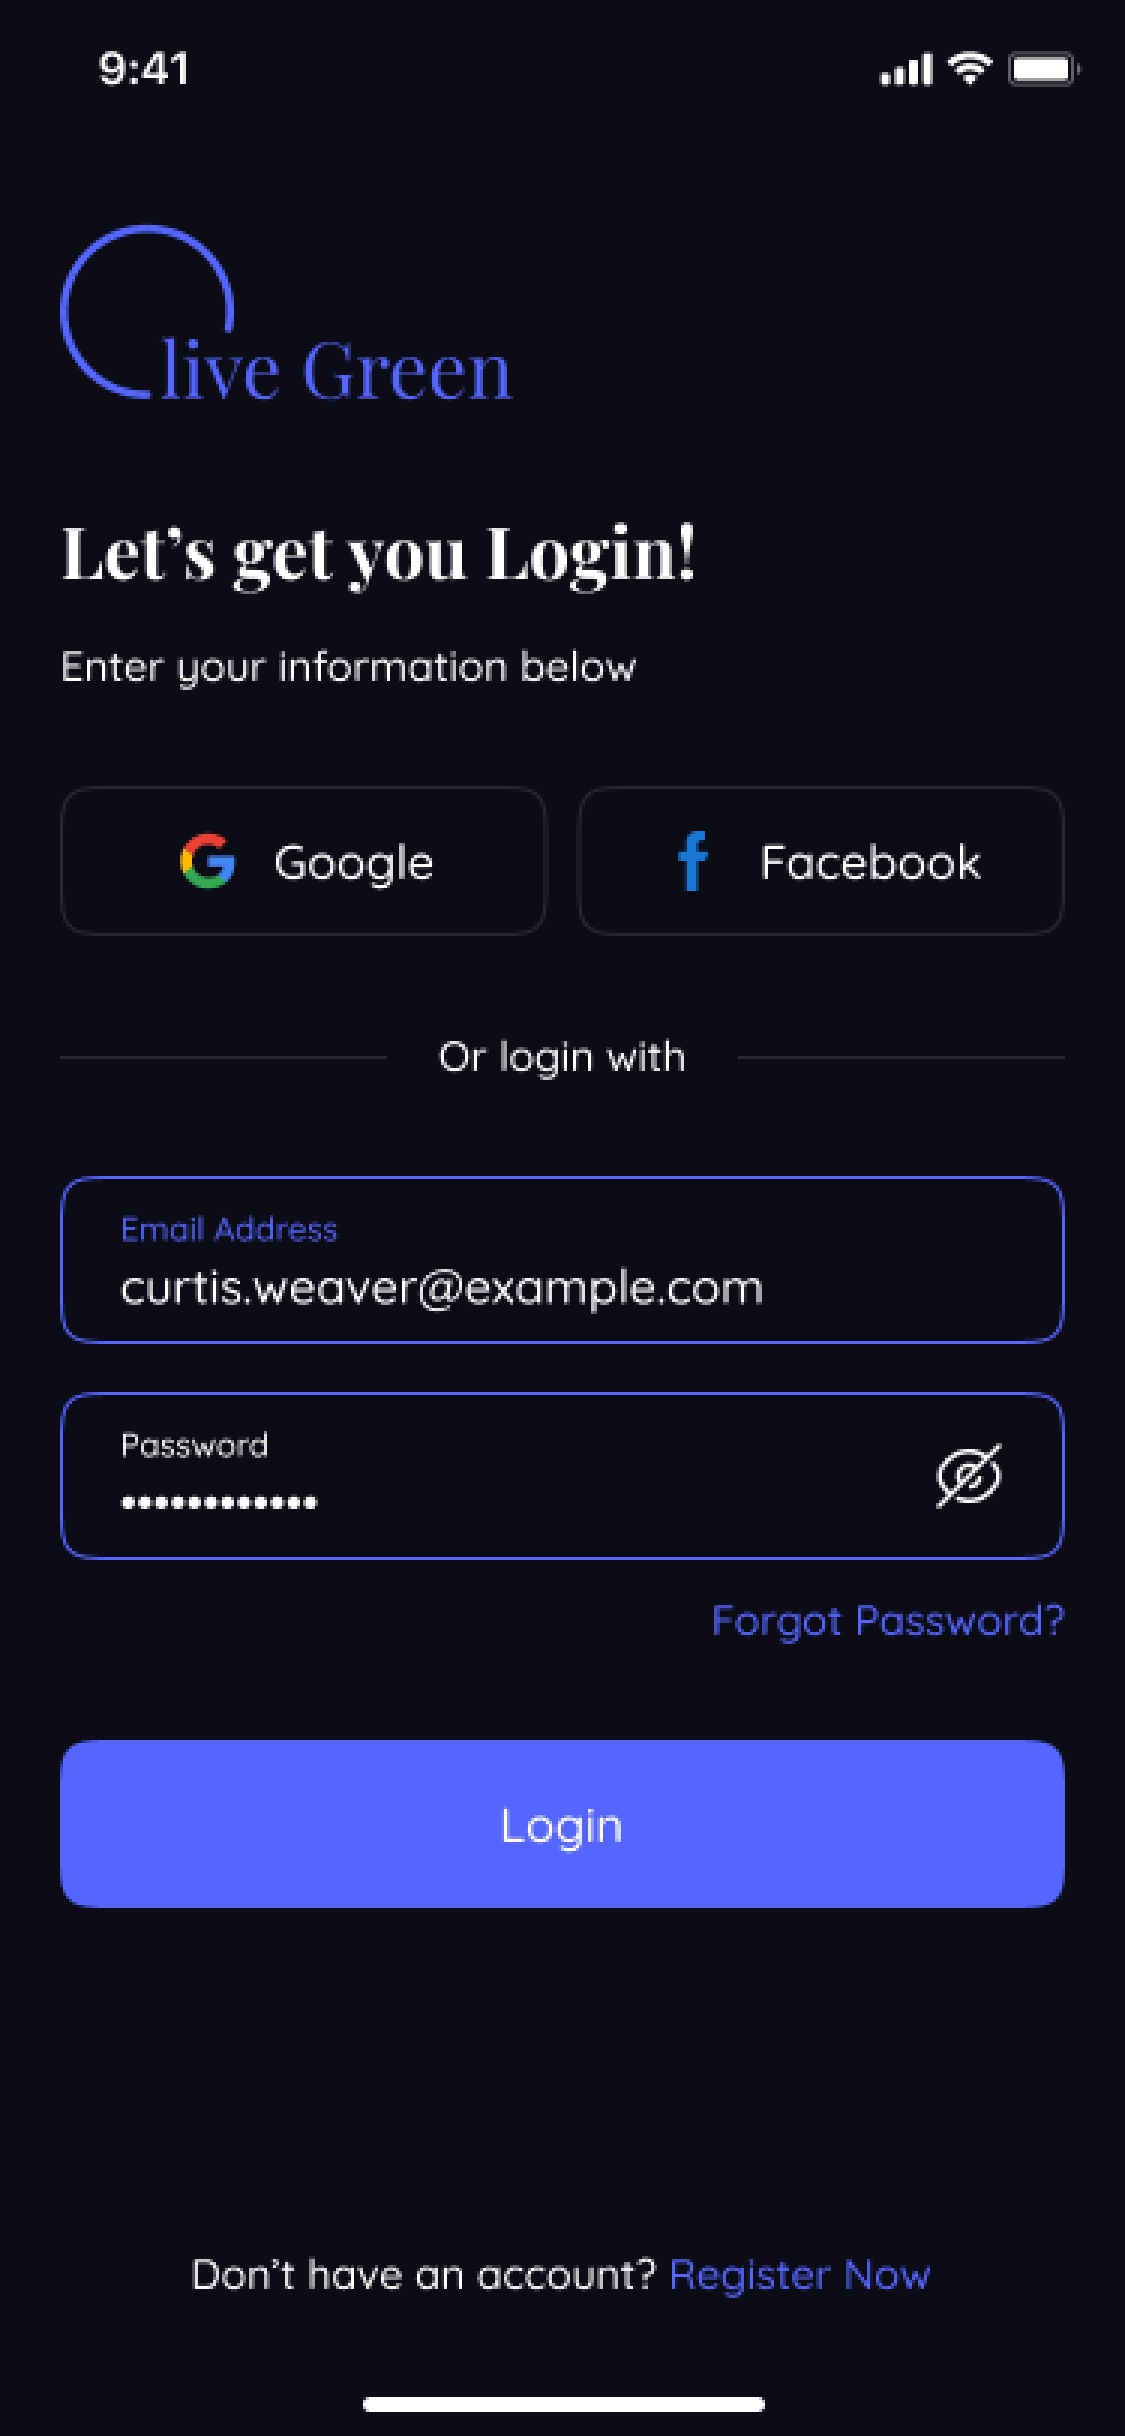 9:41
live Green
Let's get you Login!
Enter your information below
Google
Facebook
Or login with
Email Address
curtis.weaver@example.com
Password
••••••••••••
Forgot Password?
Login
Don't have an account? Register Now